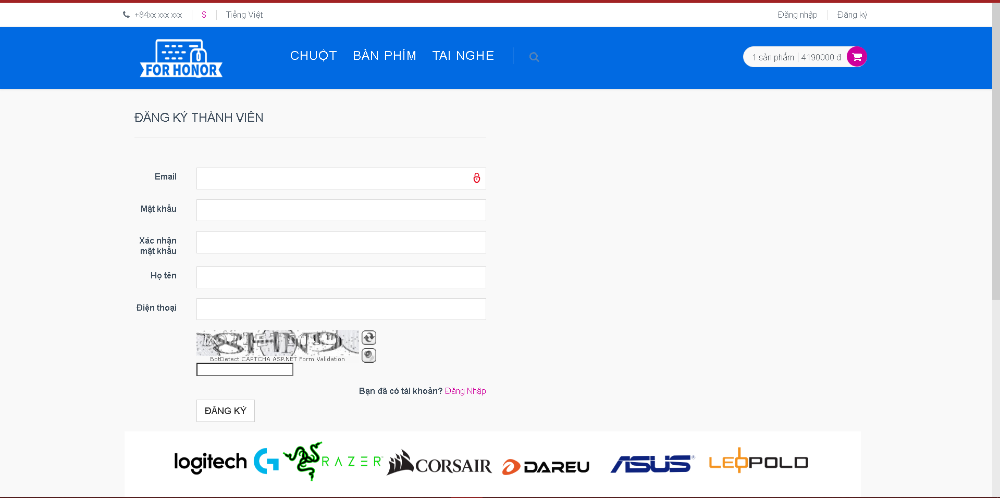 +84xx xxx xxx
$
Tiếng Việt
Đăng nhập
Đăng ký
FOR HONOR
CHUỘT
BÀN PHÍM
TAI NGHE
1 sản phẩm
4190000 đ
ĐĂNG KÝ THÀNH VIÊN
Email
Mật khẩu
Xác nhận
mật khẩu
Họ tên
Điện thoại
BotDetect CAPTCHA ASP.NET Form Validation
Bạn đã có tài khoản? Đăng Nhập
ĐĂNG KÝ
logitech
RAZER
CORSAIR
DAREU
ASUS
LEOPOLD